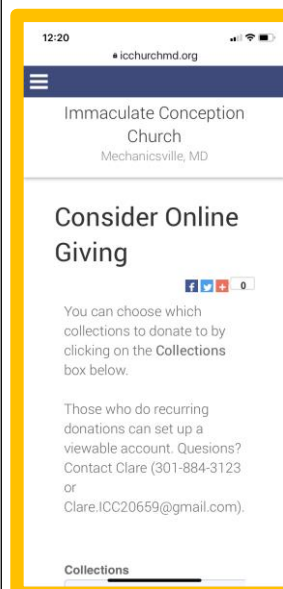 12:20
icchurchmd.org
Immaculate Conception
Church
Mechanicsville, MD
Consider Online
Giving
f + 0
You can choose which
collections to donate to by
clicking on the Collections
box below.
Those who do recurring
donations can set up a
viewable account. Quesions?
Contact Clare (301-884-3123
or
Clare.ICC20659@gmail.com).
Collections